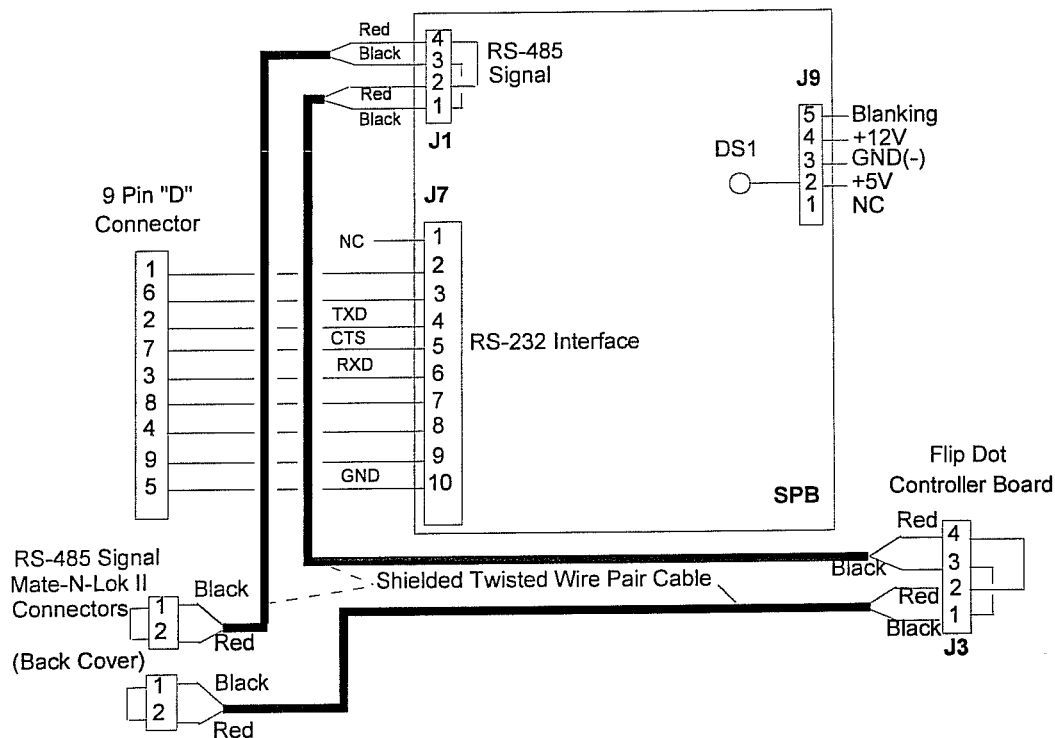 Red
Black
Red
Black
4
3
2
1
RS-485
Signal
J1
J9
5
4
3
2
1
Blanking
+12V
GND(-)
+5V
NC
DS1
9 Pin "D"
Connector
1
6
2
7
3
8
4
9
5
J7
NC
TXD
CTS
RXD
GND
1
2
3
4
5
6
7
8
9
10
RS-232 Interface
SPB
Flip Dot
Controller Board
Red
Black
Red
Black
4
3
2
1
J3
RS-485 Signal
Mate-N-Lok II
Connectors
1
2
Black
Red
Shielded Twisted Wire Pair Cable
(Back Cover)
1
2
Black
Red